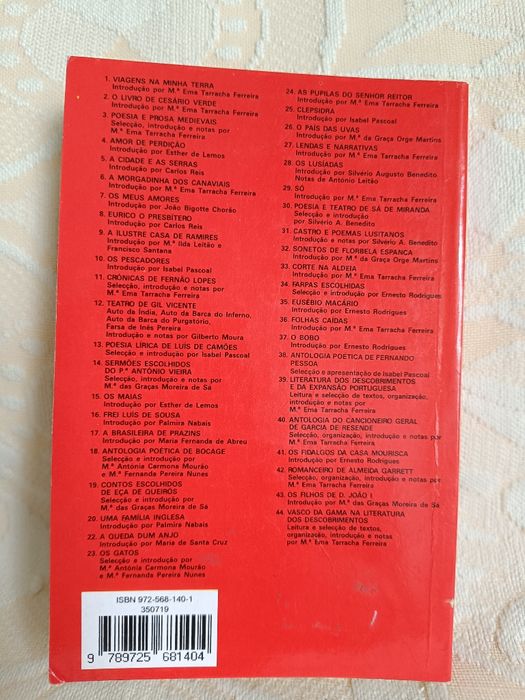 1. VIAGENS NA MINHA TERRA
Introdução por M.ª Ema Tarracha Ferreira
2. O LIVRO DE CESÁRIO VERDE
Introdução por M.ª Ema Tarracha Ferreira
3. POESIA E PROSA MEDIEVAIS
Selecção, introdução e notas por
M.ª Ema Tarracha Ferreira
4. AMOR DE PERDIÇÃO
Introdução por Esther de Lemos
5. A CIDADE E AS SERRAS
Introdução por Carlos Reis
6. A MORGADINHA DOS CANAVIAIS
Introdução por M.ª Ema Tarracha Ferreira
7. OS MEUS AMORES
Introdução por João Bigotte Chorão
8. EURICO O PRESBÍTERO
Introdução por Carlos Reis
9. A ILUSTRE CASA DE RAMIRES
Introdução por M.ª Ilda Leitão e
Francisco Santana
10. OS PESCADORES
Introdução por Isabel Pascoal
11. CRÓNICAS DE FERNÃO LOPES
Selecção, introdução e notas por
M.ª Ema Tarracha Ferreira
12. TEATRO DE GIL VICENTE
Auto da Índia, Auto da Barca do Inferno,
Auto da Barca do Purgatório,
Farsa de Inês Pereira
Introdução e notas por Gilberto Moura
13. POESIA LÍRICA DE LUÍS DE CAMÕES
Selecção e introdução por Isabel Pascoal
14. SERMÕES ESCOLHIDOS
DO P.ª ANTÓNIO VIEIRA
Selecção, introdução e notas por
M.ª das Graças Moreira de Sá
15. OS MAIAS
Introdução por Esther de Lemos
16. FREI LUÍS DE SOUSA
Introdução por Palmira Nabais
17. A BRASILEIRA DE PRAZINS
Introdução por Maria Fernanda de Abreu
18. ANTOLOGIA POÉTICA DE BOCAGE
Selecção e introdução por
M.ª Antónia Carmona Mourão
e M.ª Fernanda Pereira Nunes
19. CONTOS ESCOLHIDOS
DE EÇA DE QUEIRÓS
Selecção e introdução por
M.ª das Graças Moreira de Sá
20. UMA FAMÍLIA INGLESA
Introdução por Palmira Nabais
22. A QUEDA DUM ANJO
Introdução por Maria de Santa Cruz
23. OS GATOS
Selecção e introdução por
M.ª Antónia Carmona Mourão
e M.ª Fernanda Pereira Nunes
24. AS PUPILAS DO SENHOR REITOR
Introdução por M.ª Ema Tarracha Ferreira
25. CLEPSIDRA
Introdução por Isabel Pascoal
26. O PAÍS DAS UVAS
Introdução por M.ª da Graça Orge Martins
27. LENDAS E NARRATIVAS
Introdução por M.ª Ema Tarracha Ferreira
28. OS LUSÍADAS
Introdução por Silvério Augusto Benedito
Notas de António Leitão
29. SÓ
Introdução por M.ª Ema Tarracha Ferreira
30. POESIA E TEATRO DE SÁ DE MIRANDA
Selecção e introdução
por Silvério A. Benedito
31. CASTRO E POEMAS LUSITANOS
Introdução e notas por Silvério A. Benedito
32. SONETOS DE FLORBELA ESPANCA
Introdução por M.ª da Graça Orge Martins
33. CORTE NA ALDEIA
Introdução por M.ª Ema Tarracha Ferreira
34. FARPAS ESCOLHIDAS
Selecção e introdução por Ernesto Rodrigues
35. EUSÉBIO MACÁRIO
Introdução por Ernesto Rodrigues
36. FOLHAS CAÍDAS
Introdução por M.ª Ema Tarracha Ferreira
37. O BOBO
Introdução por Ernesto Rodrigues
38. ANTOLOGIA POÉTICA DE FERNANDO
PESSOA
Selecção e apresentação de Isabel Pascoal
39. LITERATURA DOS DESCOBRIMENTOS
E DA EXPANSÃO PORTUGUESA
Leitura e selecção de textos, organização,
introdução e notas por
M.ª Ema Tarracha Ferreira
40. ANTOLOGIA DO CANCIONEIRO GERAL
DE GARCIA DE RESENDE
Selecção, organização, introdução e notas por
M.ª Ema Tarracha Ferreira
41. OS FIDALGOS DA CASA MOURISCA
Introdução por Ernesto Rodrigues
42. ROMANCEIRO DE ALMEIDA GARRETT
Selecção, organização, introdução e notas por
M.ª Ema Tarracha Ferreira
43. OS FILHOS DE D. JOÃO I
Introdução por M.ª das Graças Moreira de Sá
44. VASCO DA GAMA NA LITERATURA
DOS DESCOBRIMENTOS
Leitura e selecção de textos,
organização, introdução e notas
por M.ª Ema Tarracha Ferreira
ISBN 972-568-140-1
350719
9 789725 681404